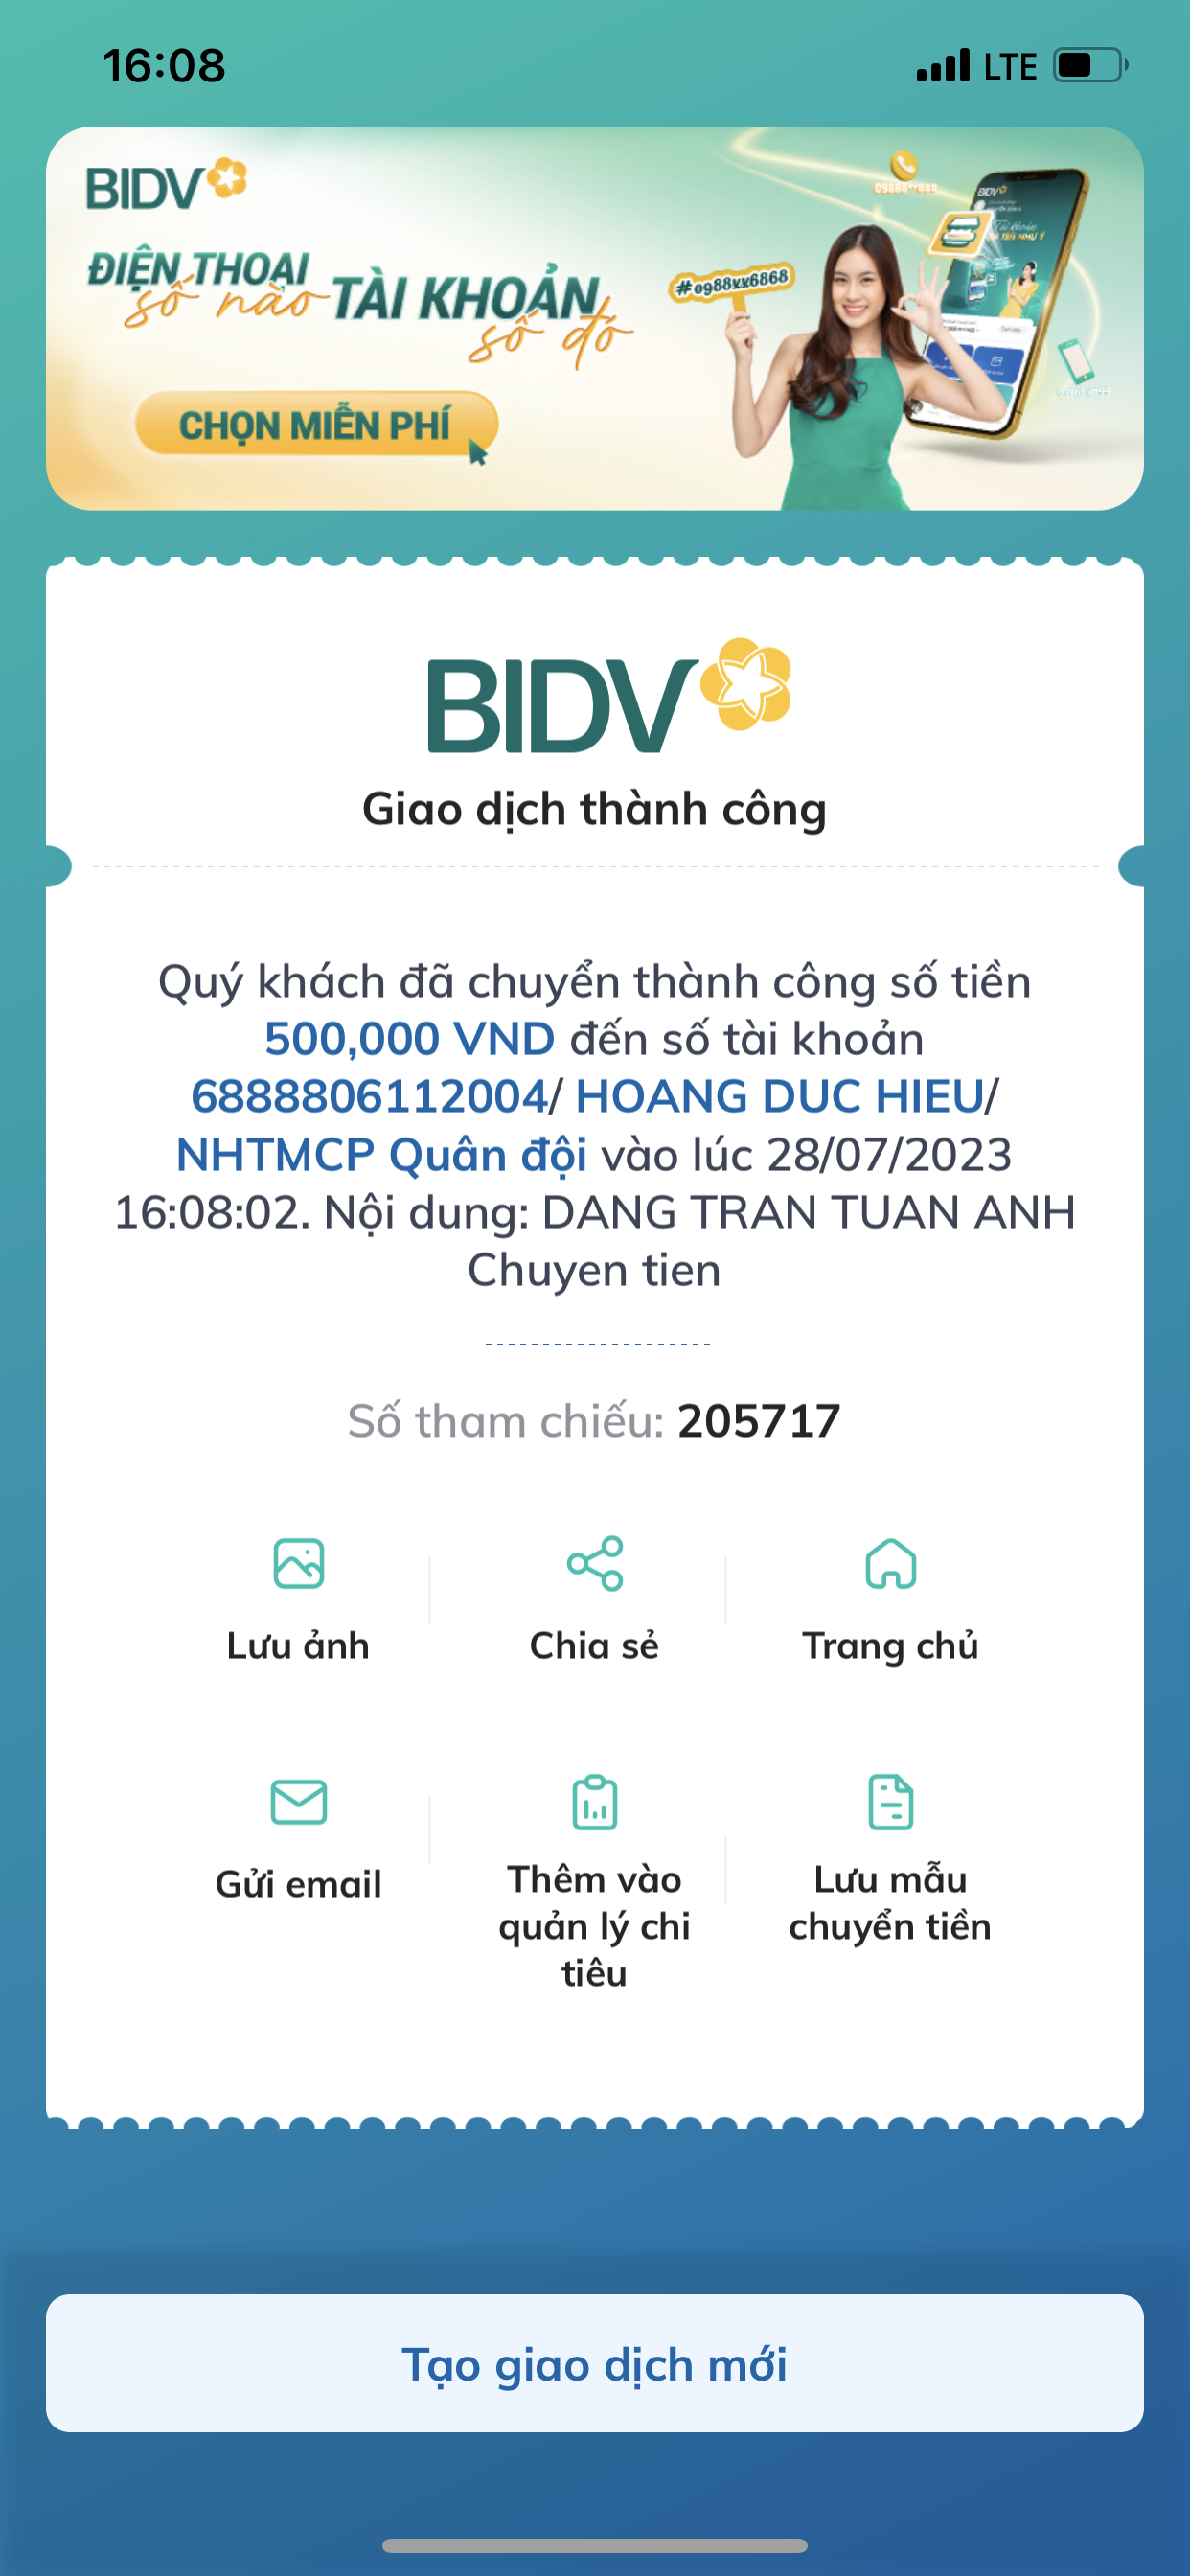 16:08
LTE
BIDV
ĐIỆN THOẠI
số nào
TÀI KHOẢN
số đó
CHỌN MIỄN PHÍ
09888**888
#0988xx6868
BIDV
BIDV
Giao dịch thành công
Quý khách đã chuyển thành công số tiền
500,000 VND đến số tài khoản
6888806112004/ HOANG DUC HIEU/
NHTMCP Quân đội vào lúc 28/07/2023
16:08:02. Nội dung: DANG TRAN TUAN ANH
Chuyen tien
Số tham chiếu: 205717
Lưu ảnh
Chia sẻ
Trang chủ
Gửi email
Thêm vào
quản lý chi
tiêu
Lưu mẫu
chuyển tiền
Tạo giao dịch mới